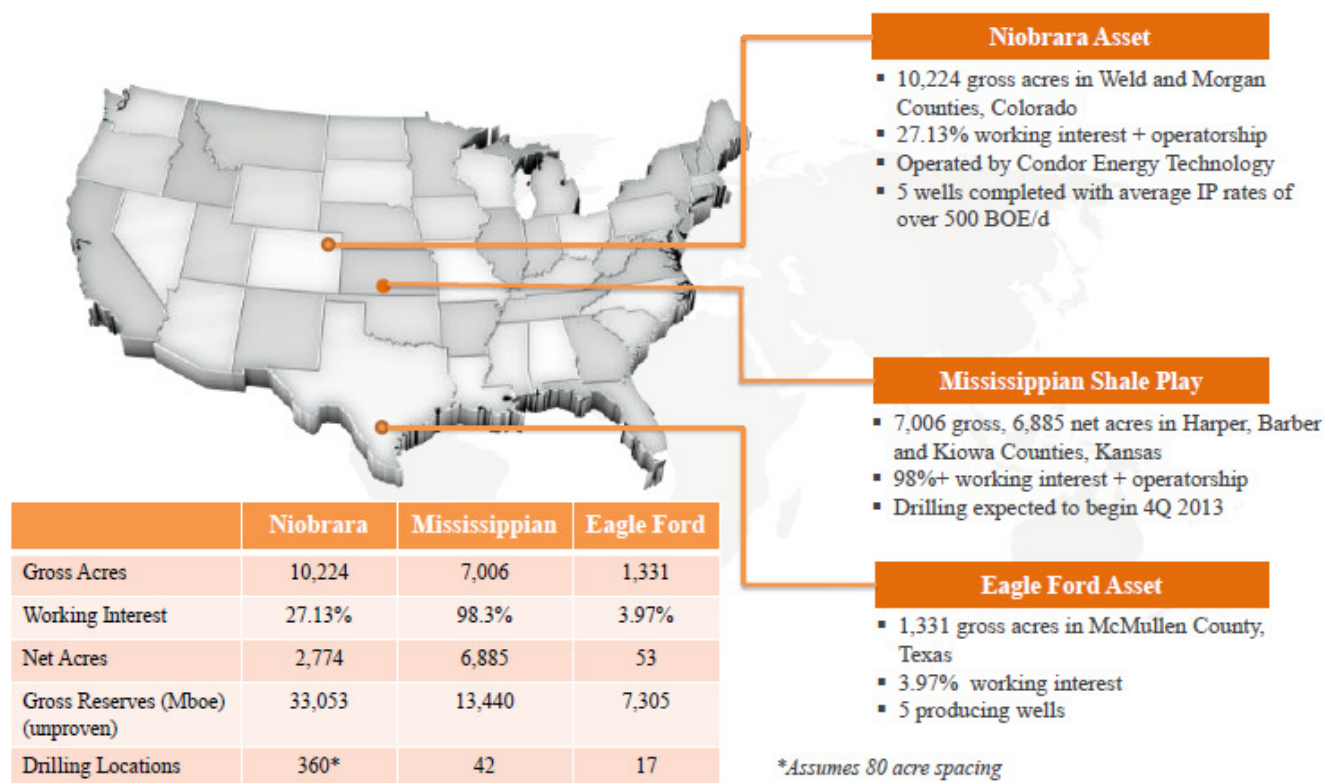 Niobrara Asset
▪ 10,224 gross acres in Weld and Morgan
Counties, Colorado
▪ 27.13% working interest + operatorship
▪ Operated by Condor Energy Technology
▪ 5 wells completed with average IP rates of
over 500 BOE/d
Mississippian Shale Play
▪ 7,006 gross, 6,885 net acres in Harper, Barber
and Kiowa Counties, Kansas
▪ 98%+ working interest + operatorship
▪ Drilling expected to begin 4Q 2013
Eagle Ford Asset
▪ 1,331 gross acres in McMullen County,
Texas
▪ 3.97% working interest
▪ 5 producing wells
Niobrara Mississippian Eagle Ford
Gross Acres 10,224 7,006 1,331
Working Interest 27.13% 98.3% 3.97%
Net Acres 2,774 6,885 53
Gross Reserves (Mboe) 33,053 13,440 7,305
(unproven)
Drilling Locations 360* 42 17
*Assumes 80 acre spacing